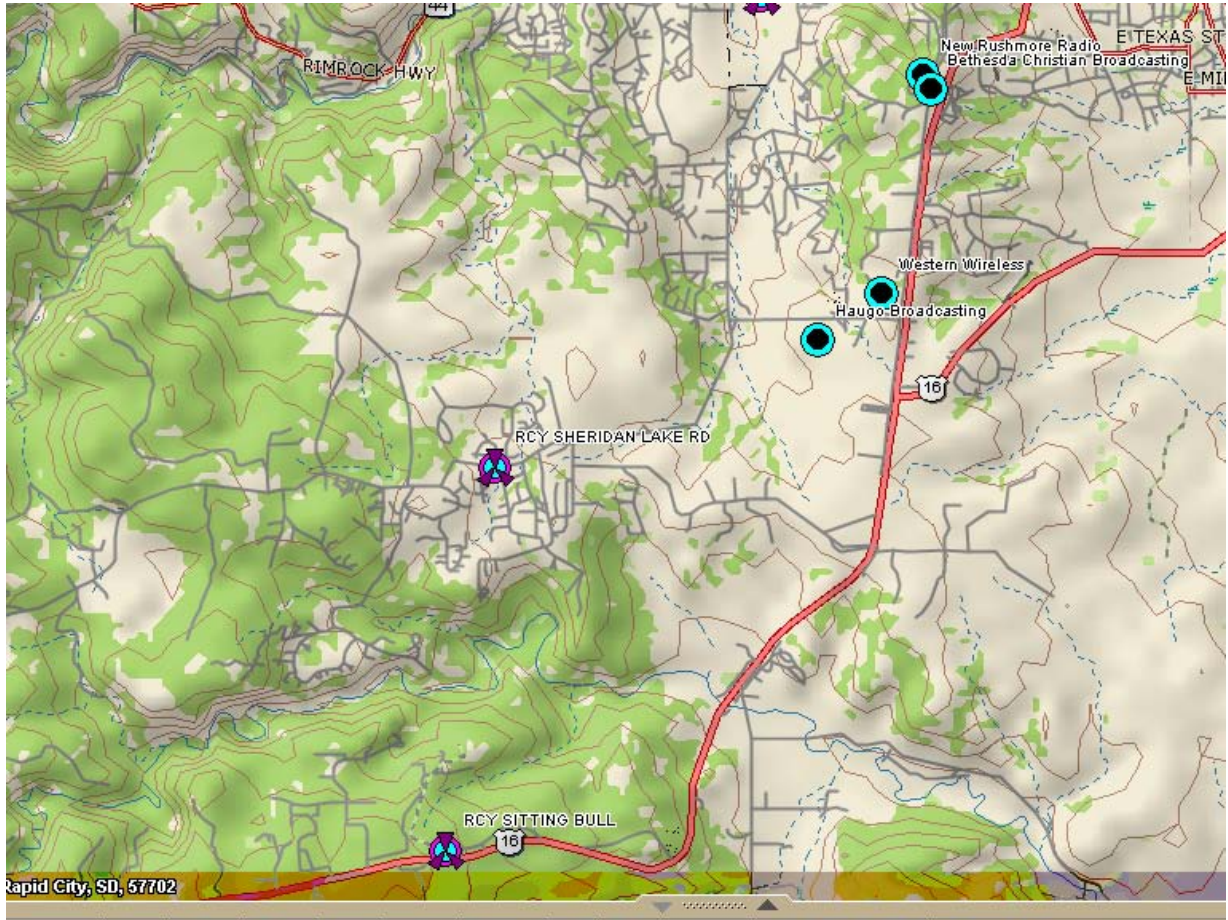 44
RIMROCK HWY
E TEXAS ST
New Rushmore Radio
Bethesda Christian Broadcasting
Western Wireless
Haugo Broadcasting
16
RCY SHERIDAN LAKE RD
RCY SITTING BULL
16
Rapid City, SD, 57702